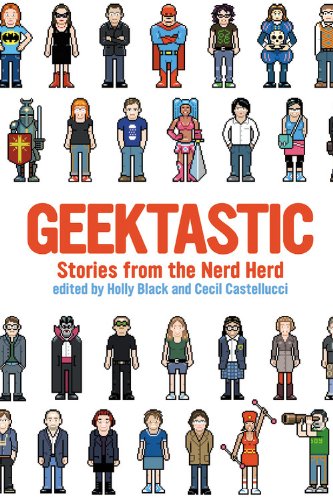 GEEKTASTIC
Stories from the Nerd Herd
edited by Holly Black and Cecil Castellucci